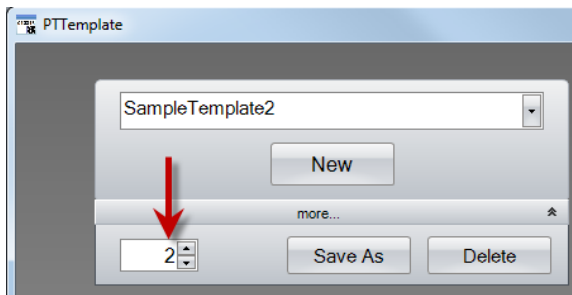 PTTemplate
SampleTemplate2
New
more...
2 Save As Delete